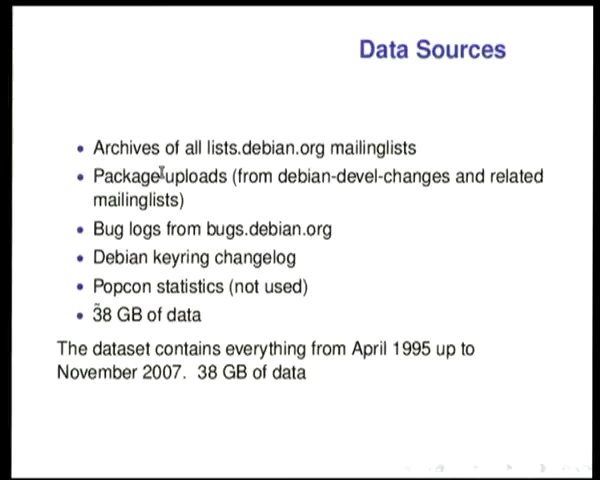 Data Sources
• Archives of all lists.debian.org mailinglists
• Package uploads (from debian-devel-changes and related
mailinglists)
• Bug logs from bugs.debian.org
• Debian keyring changelog
• Popcon statistics (not used)
• 3̃8 GB of data
The dataset contains everything from April 1995 up to
November 2007. 38 GB of data